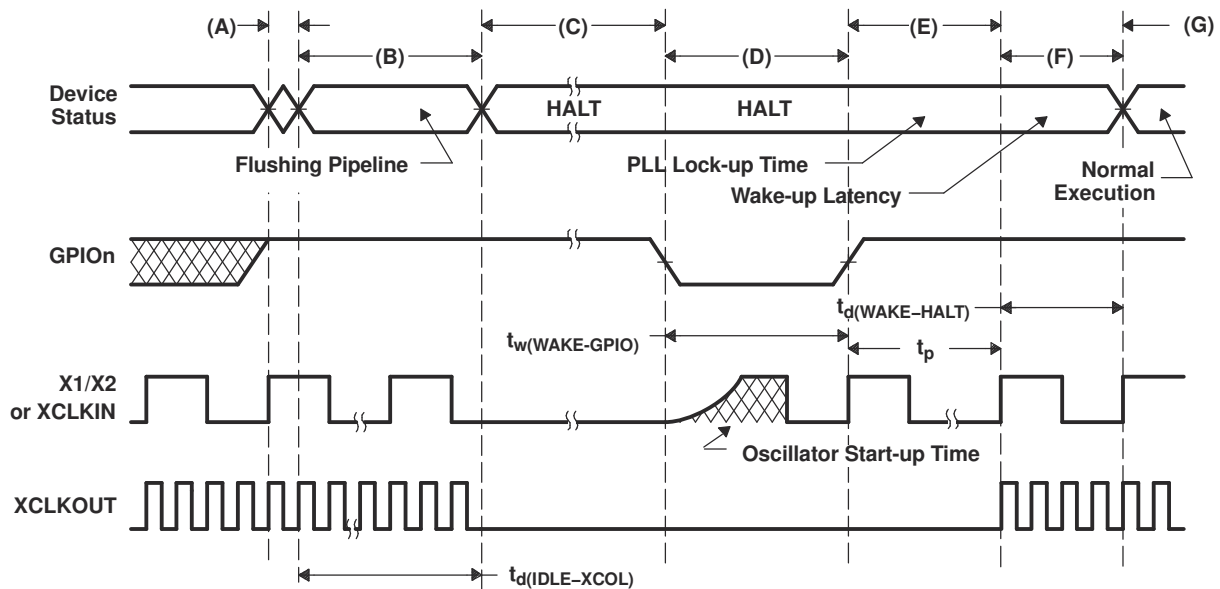 (A)
(B)
(C)
(D)
(E)
(F)
(G)
Device
Status
HALT
HALT
Flushing Pipeline
PLL Lock-up Time
Wake-up Latency
Normal
Execution
GPIOn
td(WAKE−HALT)
tw(WAKE-GPIO)
tp
X1/X2
or XCLKIN
Oscillator Start-up Time
XCLKOUT
td(IDLE−XCOL)